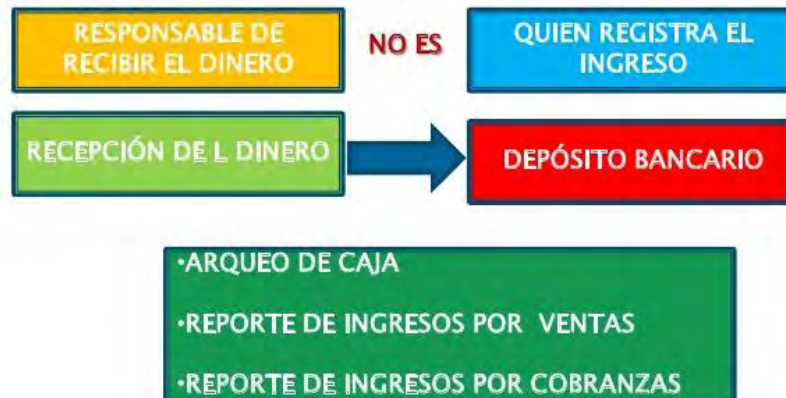 RESPONSABLE DE
RECIBIR EL DINERO
NO ES
QUIEN REGISTRA EL
INGRESO
RECEPCIÓN DE L DINERO
DEPÓSITO BANCARIO
•ARQUEO DE CAJA
•REPORTE DE INGRESOS POR VENTAS
•REPORTE DE INGRESOS POR COBRANZAS